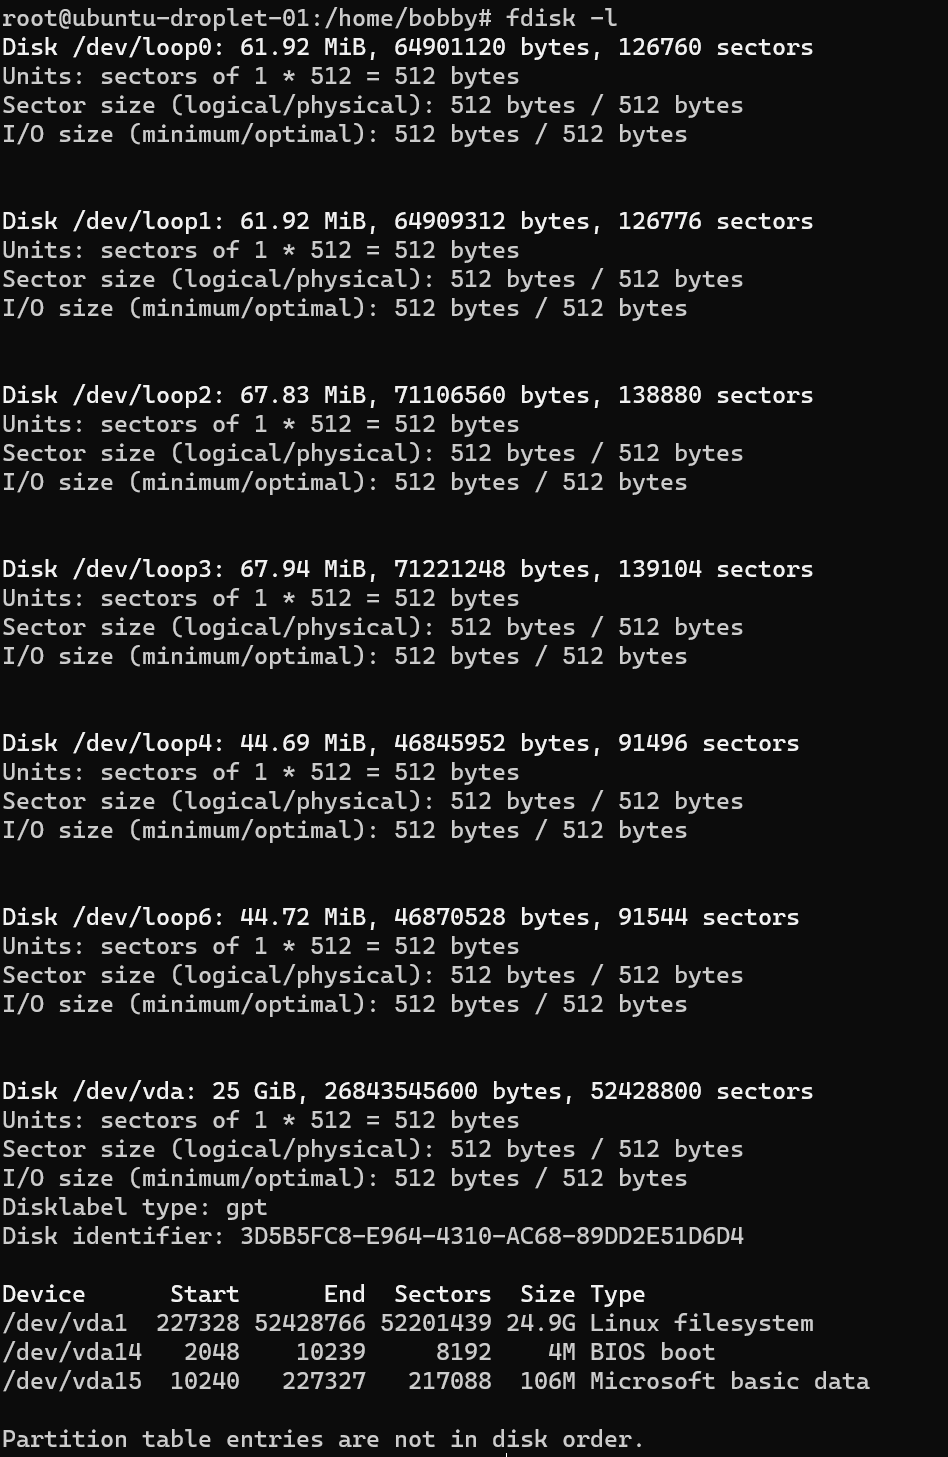 root@ubuntu-droplet-01:/home/bobby# fdisk -l
Disk /dev/loop0: 61.92 MiB, 64901120 bytes, 126760 sectors
Units: sectors of 1 * 512 = 512 bytes
Sector size (logical/physical): 512 bytes / 512 bytes
I/O size (minimum/optimal): 512 bytes / 512 bytes
Disk /dev/loop1: 61.92 MiB, 64909312 bytes, 126776 sectors
Units: sectors of 1 * 512 = 512 bytes
Sector size (logical/physical): 512 bytes / 512 bytes
I/O size (minimum/optimal): 512 bytes / 512 bytes
Disk /dev/loop2: 67.83 MiB, 71106560 bytes, 138880 sectors
Units: sectors of 1 * 512 = 512 bytes
Sector size (logical/physical): 512 bytes / 512 bytes
I/O size (minimum/optimal): 512 bytes / 512 bytes
Disk /dev/loop3: 67.94 MiB, 71221248 bytes, 139104 sectors
Units: sectors of 1 * 512 = 512 bytes
Sector size (logical/physical): 512 bytes / 512 bytes
I/O size (minimum/optimal): 512 bytes / 512 bytes
Disk /dev/loop4: 44.69 MiB, 46845952 bytes, 91496 sectors
Units: sectors of 1 * 512 = 512 bytes
Sector size (logical/physical): 512 bytes / 512 bytes
I/O size (minimum/optimal): 512 bytes / 512 bytes
Disk /dev/loop6: 44.72 MiB, 46870528 bytes, 91544 sectors
Units: sectors of 1 * 512 = 512 bytes
Sector size (logical/physical): 512 bytes / 512 bytes
I/O size (minimum/optimal): 512 bytes / 512 bytes
Disk /dev/vda: 25 GiB, 26843545600 bytes, 52428800 sectors
Units: sectors of 1 * 512 = 512 bytes
Sector size (logical/physical): 512 bytes / 512 bytes
I/O size (minimum/optimal): 512 bytes / 512 bytes
Disklabel type: gpt
Disk identifier: 3D5B5FC8-E964-4310-AC68-89DD2E51D6D4
Device      Start      End  Sectors  Size Type
/dev/vda1  227328 52428766 52201439 24.9G Linux filesystem
/dev/vda14   2048    10239     8192    4M BIOS boot
/dev/vda15  10240   227327   217088  106M Microsoft basic data
Partition table entries are not in disk order.